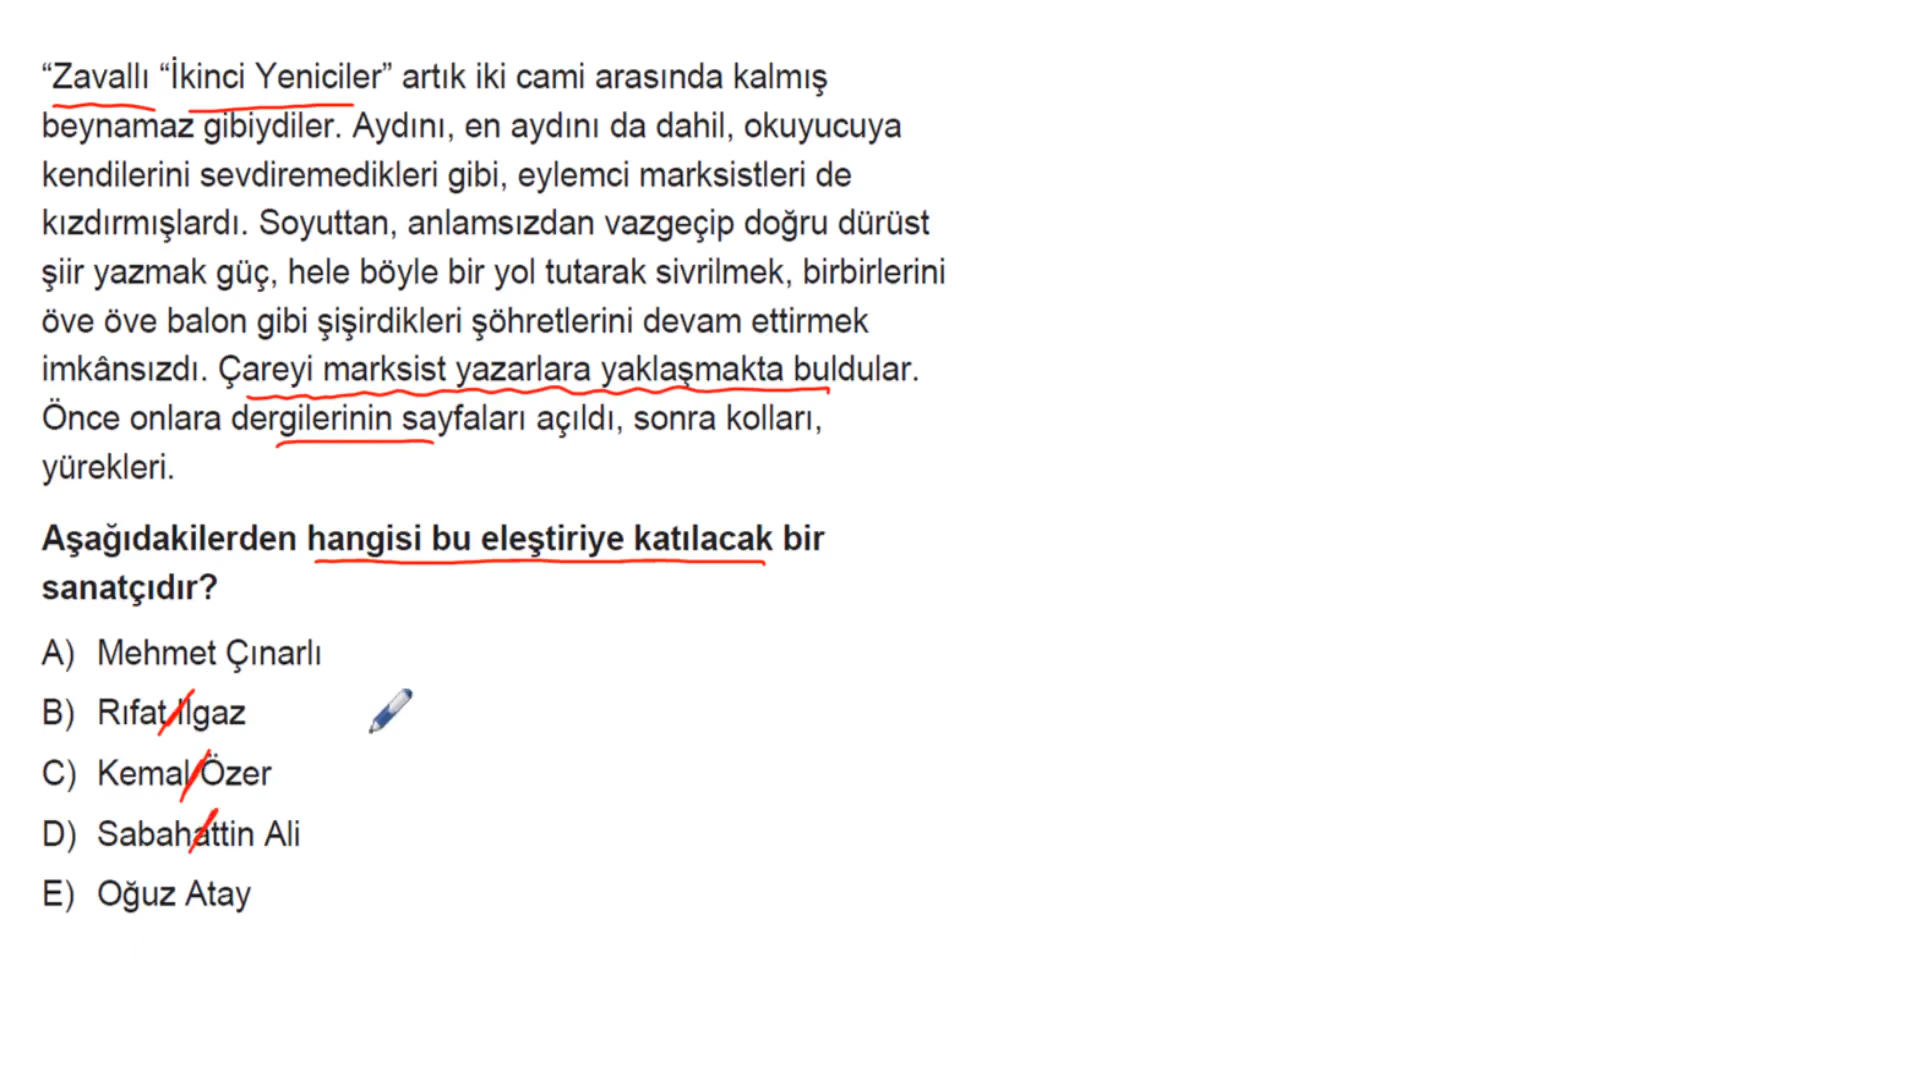 “Zavallı “İkinci Yeniciler” artık iki cami arasında kalmış
beynamaz gibiydiler. Aydını, en aydını da dahil, okuyucuya
kendilerini sevdiremedikleri gibi, eylemci marksistleri de
kızdırmışlardı. Soyuttan, anlamsızdan vazgeçip doğru dürüst
şiir yazmak güç, hele böyle bir yol tutarak sivrilmek, birbirlerini
öve öve balon gibi şişirdikleri şöhretlerini devam ettirmek
imkânsızdı. Çareyi marksist yazarlara yaklaşmakta buldular.
Önce onlara dergilerinin sayfaları açıldı, sonra kolları,
yürekleri.
Aşağıdakilerden hangisi bu eleştiriye katılacak bir
sanatçıdır?
A) Mehmet Çınarlı
B) Rıfat Ilgaz
C) Kemal Özer
D) Sabahattin Ali
E) Oğuz Atay